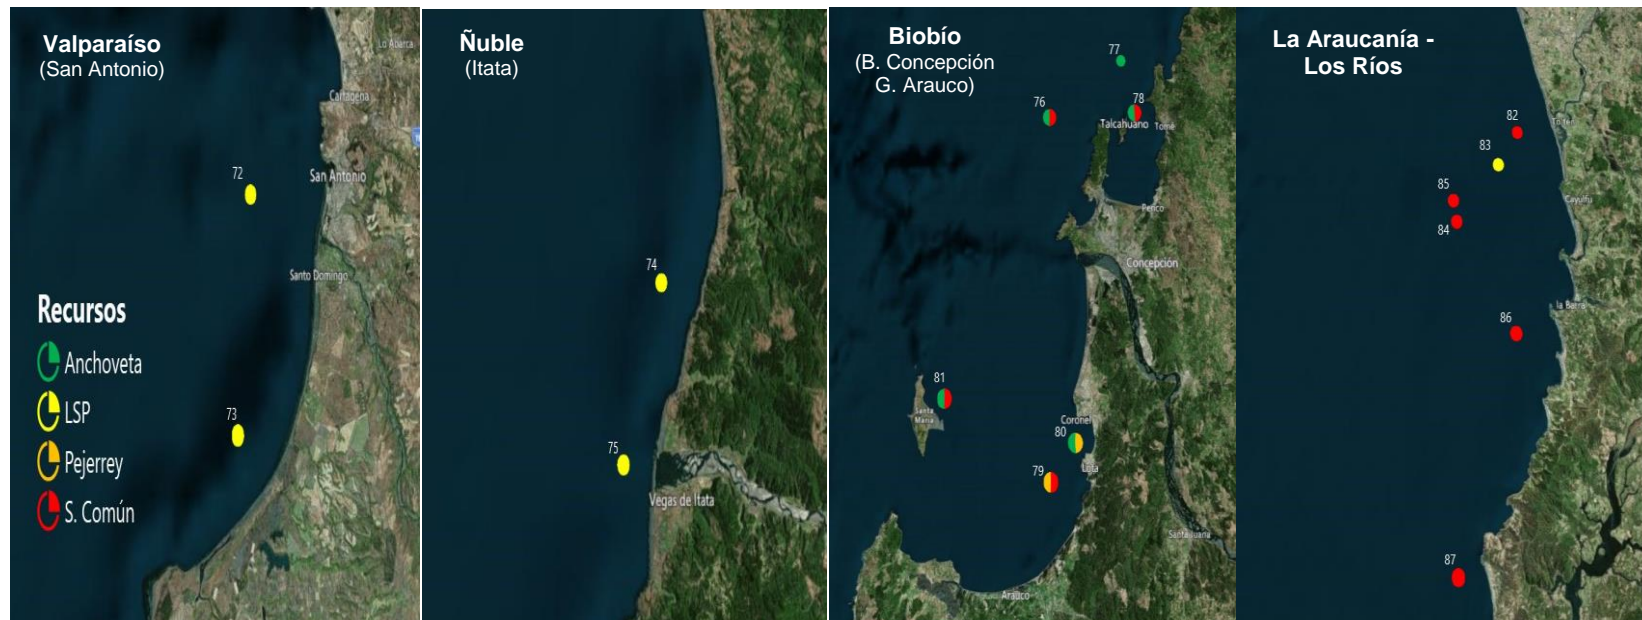 Valparaíso
(San Antonio)
Lo Abarca
Cartagena
72
San Antonio
Santo Domingo
Recursos
Anchoveta
LSP
Pejerrey
S. Común
73
Ñuble
(Itata)
74
75
Vegas de Itata
Biobío
(B. Concepción
G. Arauco)
77
76
78
Talcahuano
Tomé
Penco
Concepción
81
Santa
María
Coronel
80
Lota
79
Santa Juana
Arauco
La Araucanía -
Los Ríos
82
Toltén
83
85
84
la Barra
86
87